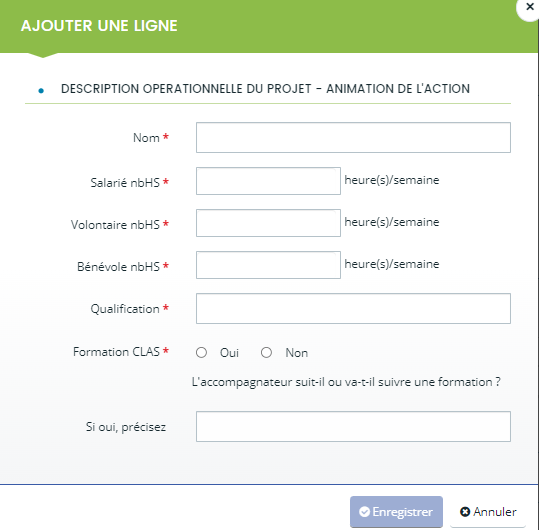 AJOUTER UNE LIGNE
DESCRIPTION OPERATIONNELLE DU PROJET - ANIMATION DE L'ACTION
Nom *
Salarié nbHS * heure(s)/semaine
Volontaire nbHS * heure(s)/semaine
Bénévole nbHS * heure(s)/semaine
Qualification *
Formation CLAS * Oui Non
L'accompagnateur suit-il ou va-t-il suivre une formation ?
Si oui, précisez
Enregistrer Annuler